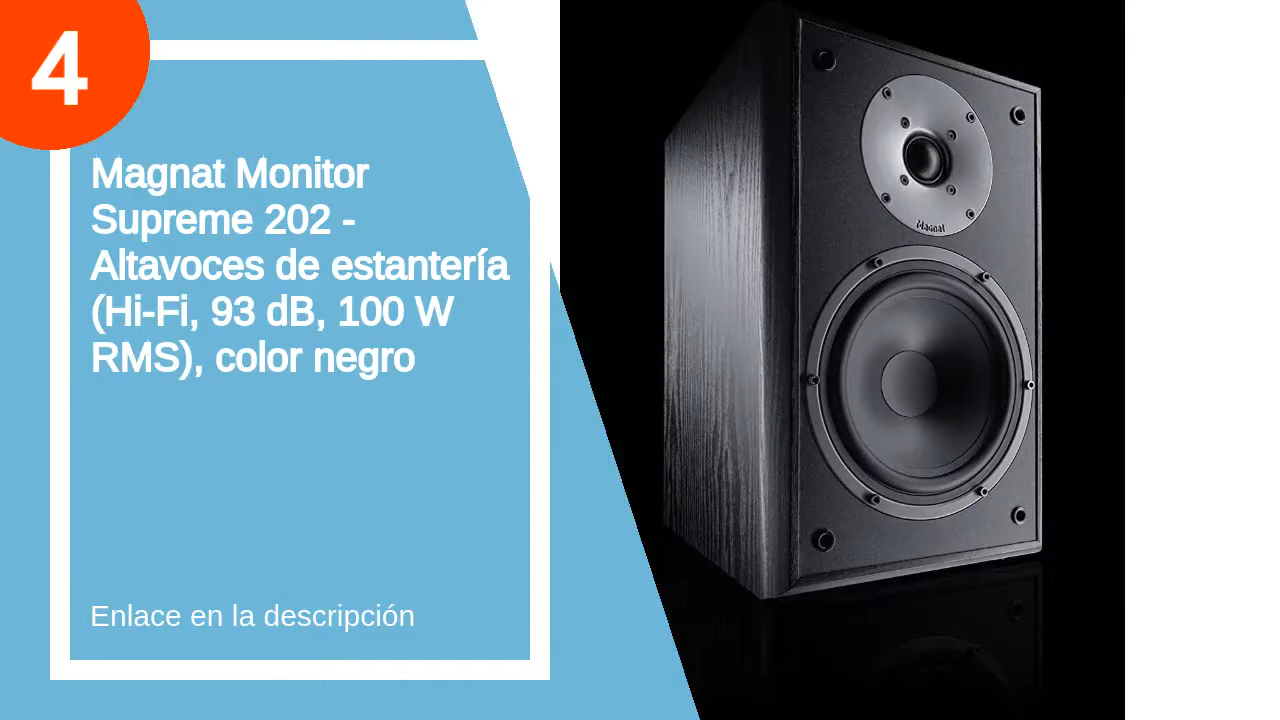 4
Magnat Monitor
Supreme 202 -
Altavoces de estantería
(Hi-Fi, 93 dB, 100 W
RMS), color negro
Enlace en la descripción
Magnat